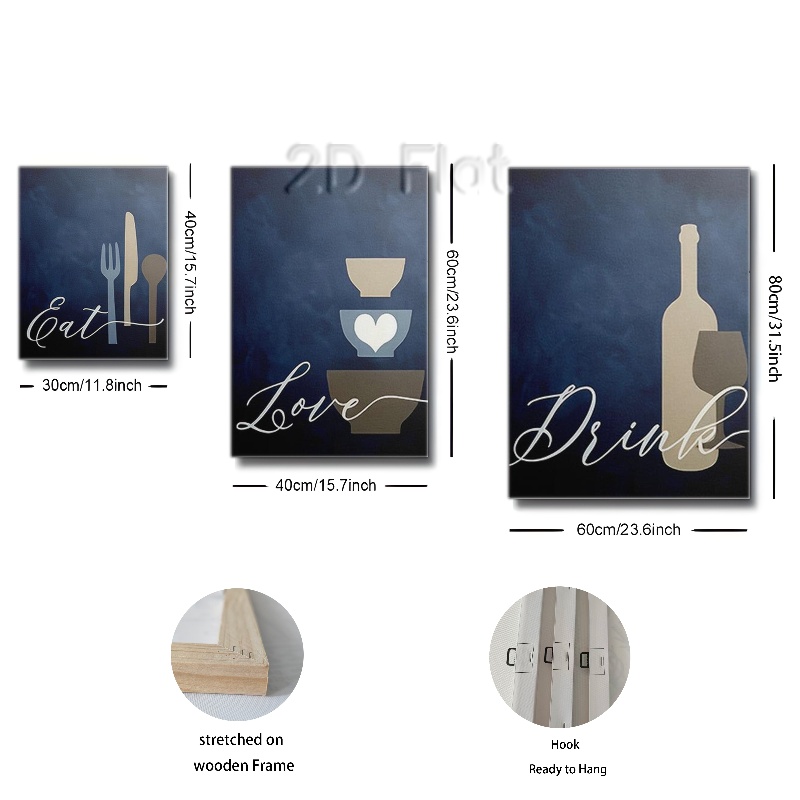 2D Flat
Eat
40cm/15.7inch
30cm/11.8inch
Love
60cm/23.6inch
40cm/15.7inch
Drink
80cm/31.5inch
60cm/23.6inch
stretched on
wooden Frame
Hook
Ready to Hang